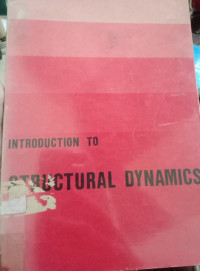 INTRODUCTION TO
STRUCTURAL DYNAMICS